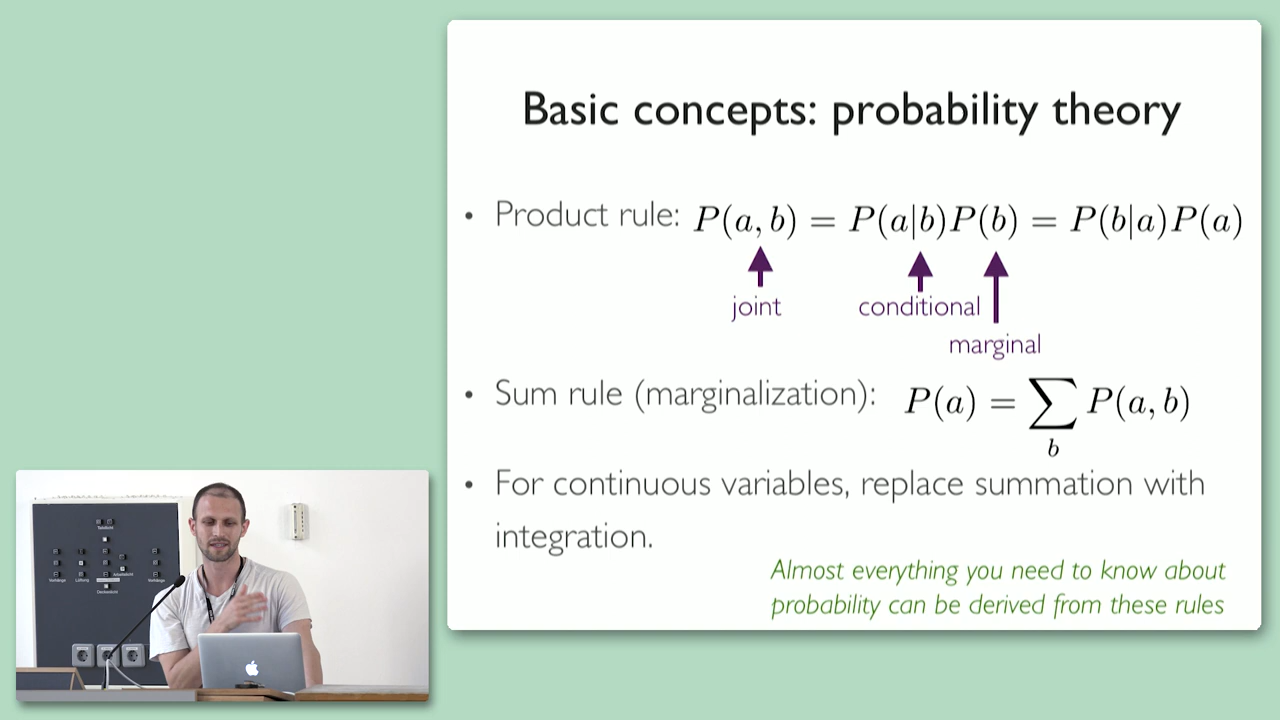 Basic concepts: probability theory
• Product rule: P(a, b) = P(a|b)P(b) = P(b|a)P(a)
joint
conditional
marginal
• Sum rule (marginalization): P(a) = ∑ P(a, b)
b
• For continuous variables, replace summation with
integration.
Almost everything you need to know about
probability can be derived from these rules